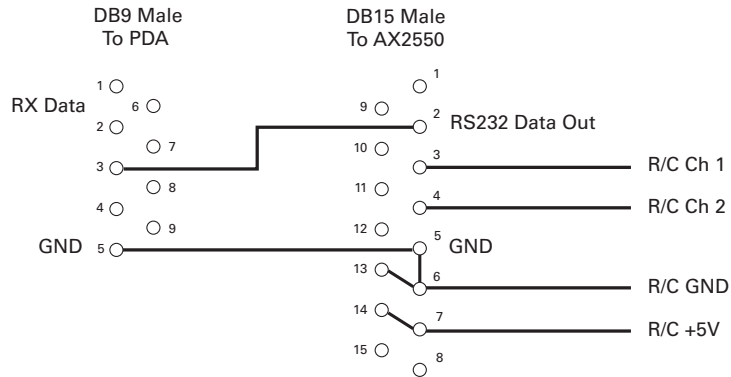 DB9 Male
To PDA
DB15 Male
To AX2550
1
6
RX Data
2
7
3
8
4
9
GND
5
1
9
2
RS232 Data Out
10
3
R/C Ch 1
11
4
R/C Ch 2
12
5
GND
13
6
R/C GND
14
7
R/C +5V
15
8